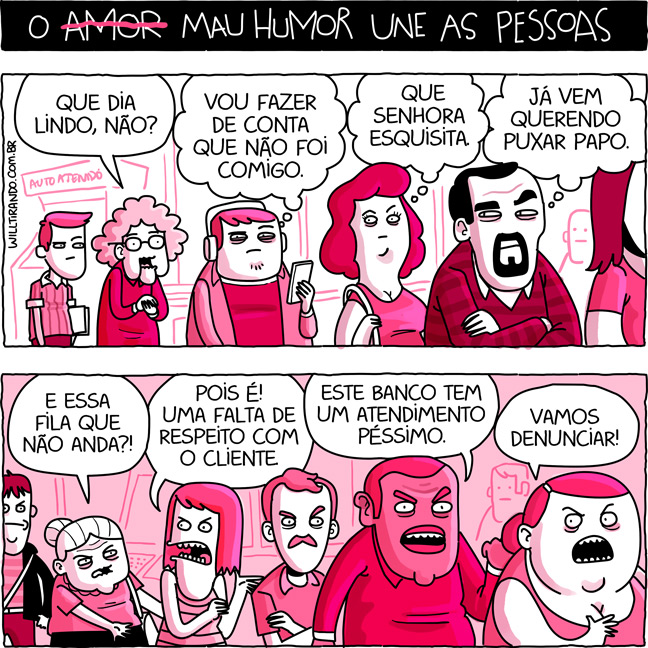 O AMOR MAU HUMOR UNE AS PESSOAS
QUE DIA
LINDO, NÃO?
VOU FAZER
DE CONTA
QUE NÃO FOI
COMIGO.
QUE
SENHORA
ESQUISITA.
JÁ VEM
QUERENDO
PUXAR PAPO.
AUTO ATENDIO
WILLTIRANDO.COM.BR
E ESSA
FILA QUE
NÃO ANDA?!
POIS É!
UMA FALTA DE
RESPEITO COM
O CLIENTE.
ESTE BANCO TEM
UM ATENDIMENTO
PÉSSIMO.
VAMOS
DENUNCIAR!